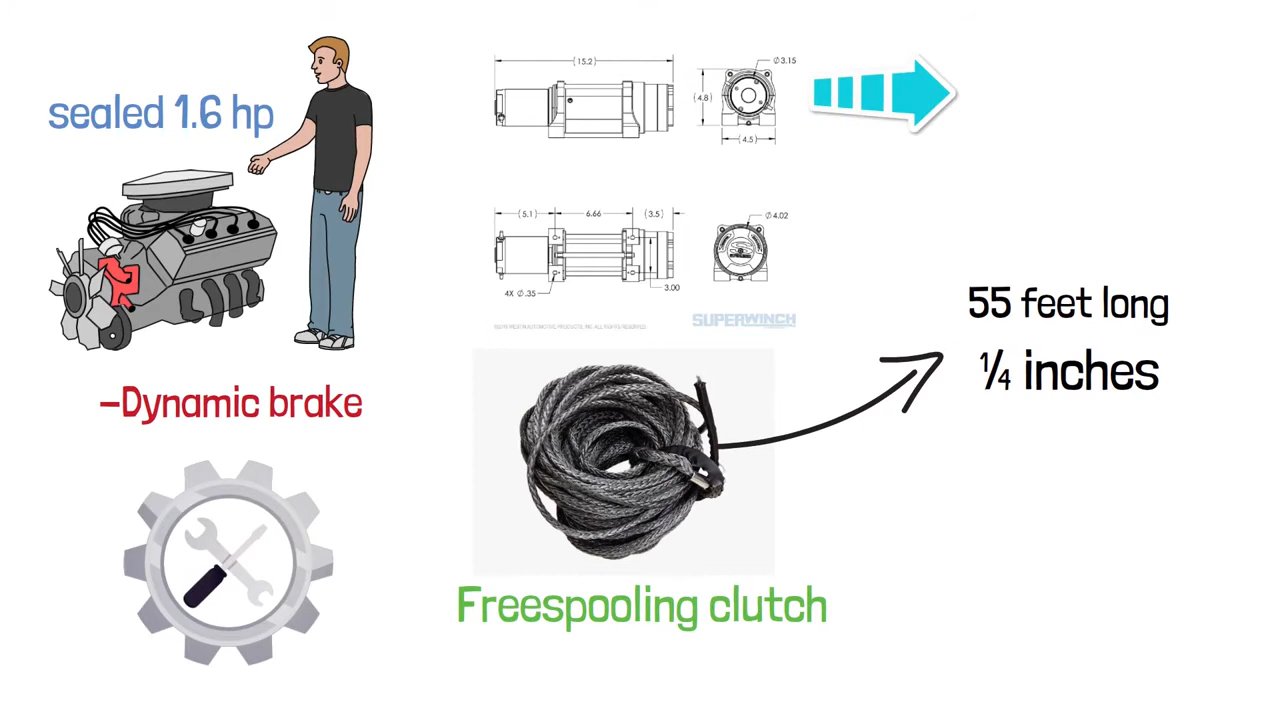 sealed 1.6 hp
–Dynamic brake
(15.2)
Ø3.15
(4.8)
(4.5)
(5.1)
6.66
(3.5)
Ø4.02
4X Ø.35
3.00
SUPERWINCH
55 feet long
¼ inches
Freespooling clutch